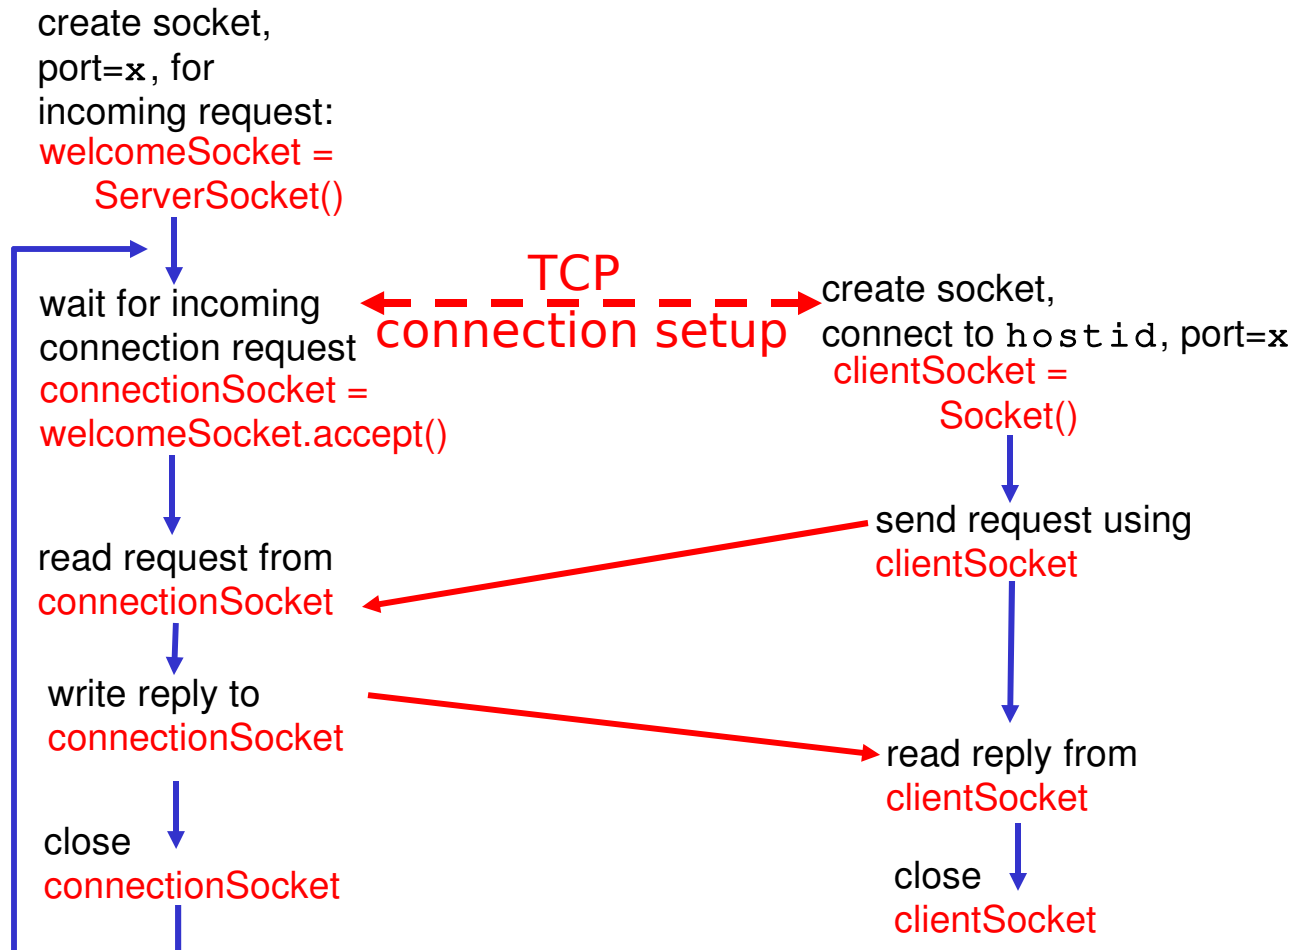 create socket,
port=x, for
incoming request:
welcomeSocket =
ServerSocket()
wait for incoming
connection request
connectionSocket =
welcomeSocket.accept()
TCP
connection setup
create socket,
connect to hostid, port=x
clientSocket =
Socket()
send request using
clientSocket
read request from
connectionSocket
write reply to
connectionSocket
read reply from
clientSocket
close
connectionSocket
close
clientSocket